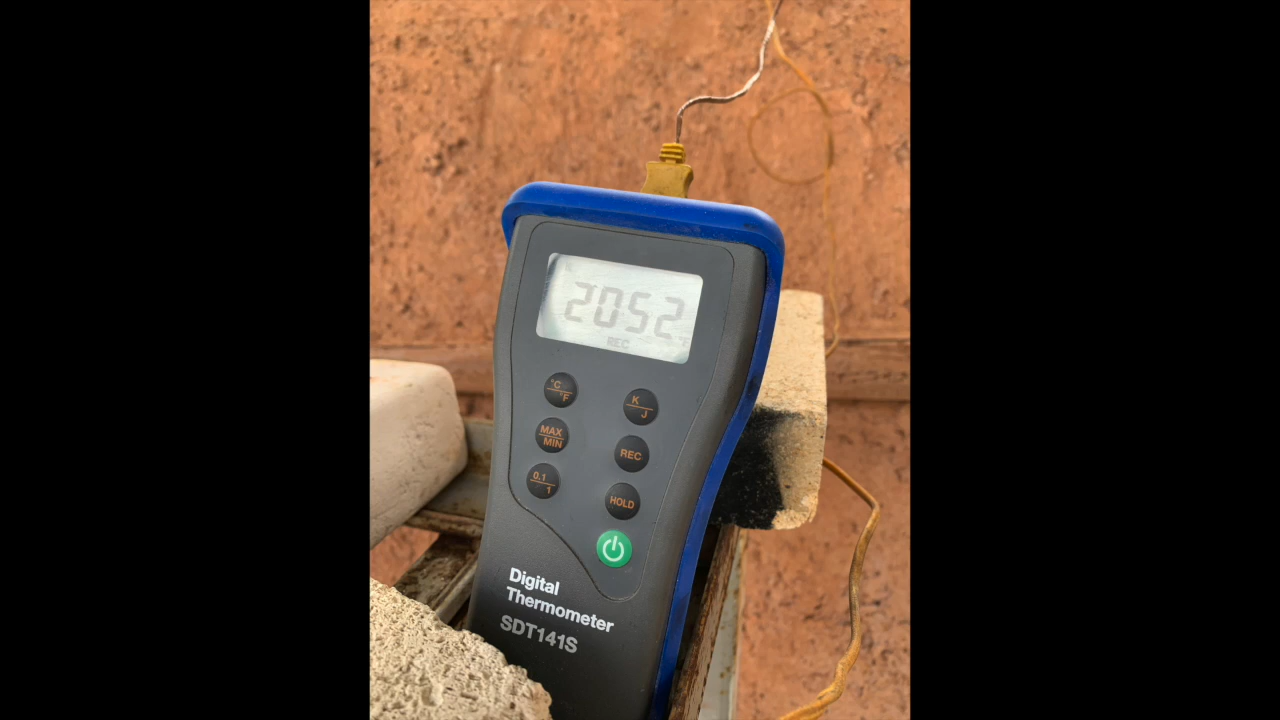 2052
REC
°C
°F
K
J
MAX
MIN
REC
0.1
1
HOLD
Digital
Thermometer
SDT141S